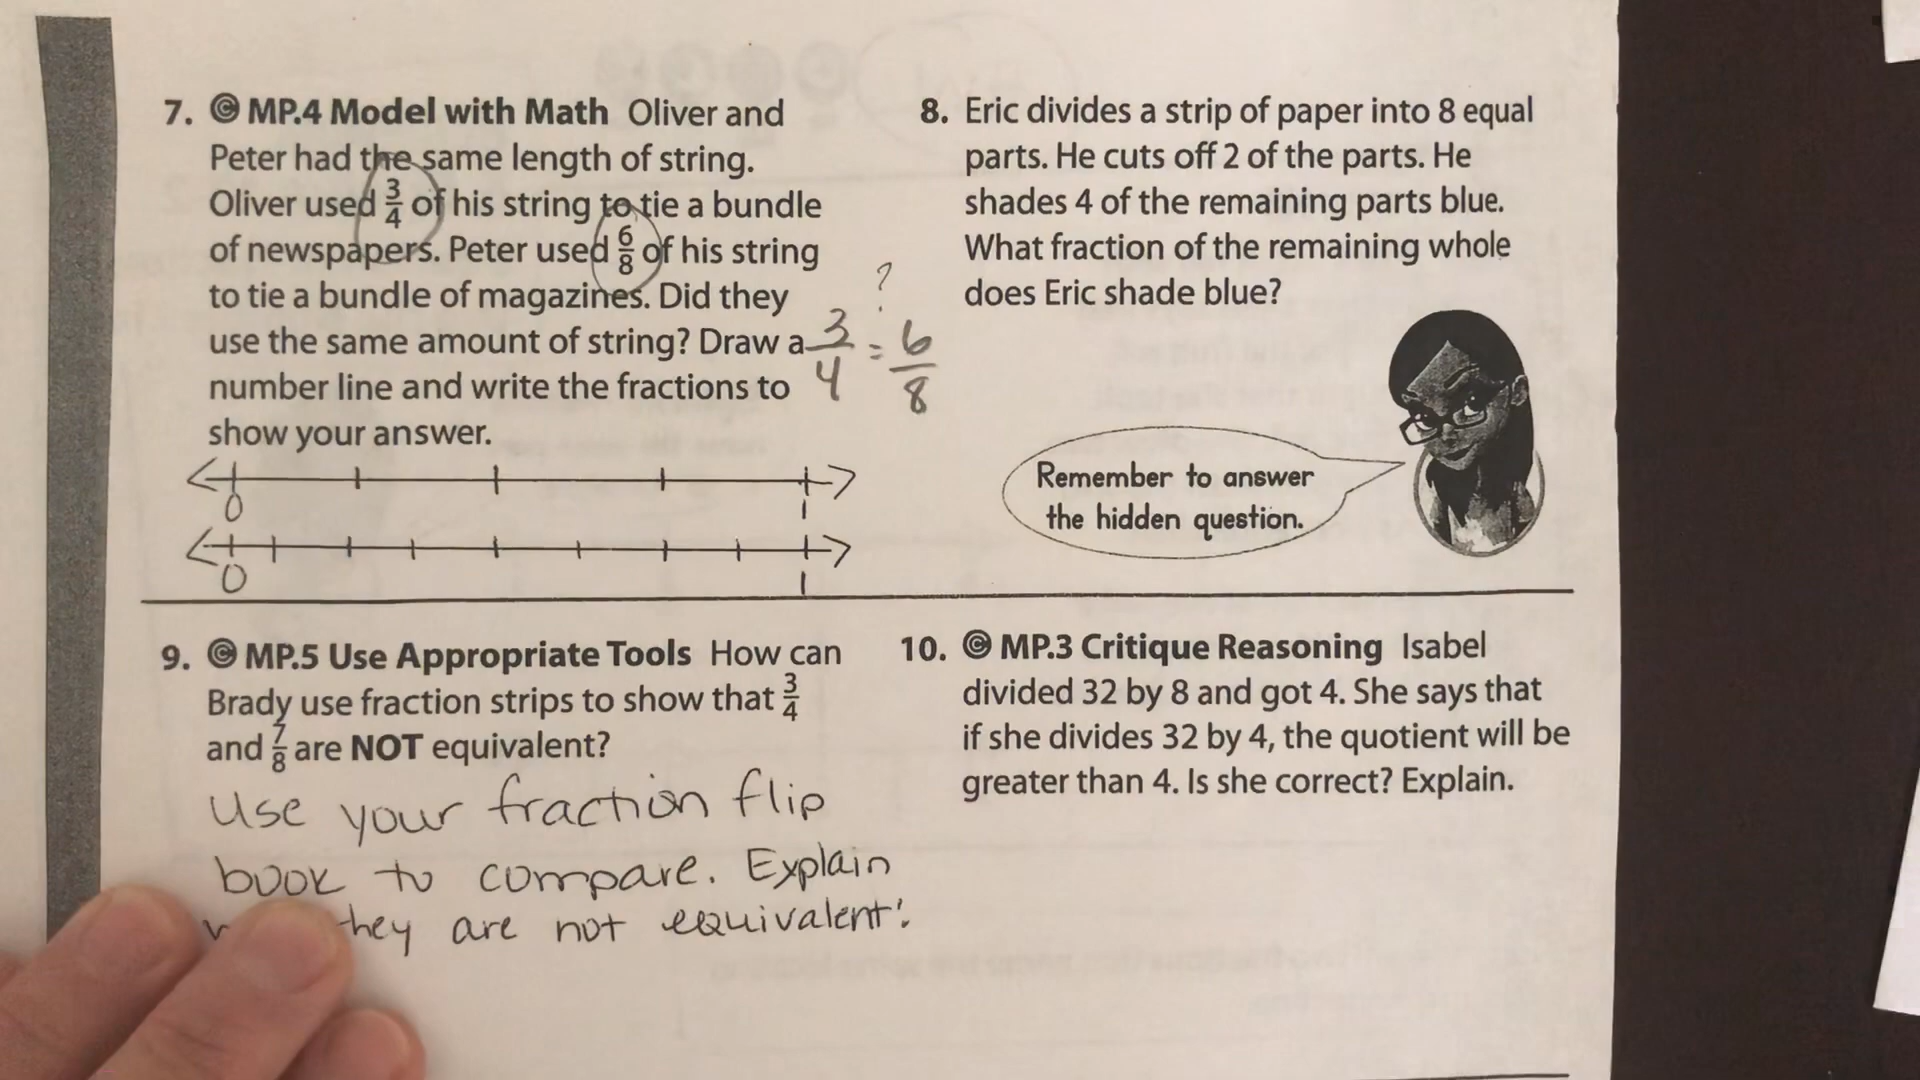 7. © MP.4 Model with Math Oliver and
Peter had the same length of string.
Oliver used 3/4 of his string to tie a bundle
of newspapers. Peter used 6/8 of his string
to tie a bundle of magazines. Did they
use the same amount of string? Draw a
number line and write the fractions to
show your answer.
?
3/4 = 6/8
0 1
0 1
8. Eric divides a strip of paper into 8 equal
parts. He cuts off 2 of the parts. He
shades 4 of the remaining parts blue.
What fraction of the remaining whole
does Eric shade blue?
Remember to answer
the hidden question.
9. © MP.5 Use Appropriate Tools How can
Brady use fraction strips to show that 3/4
and 7/8 are NOT equivalent?
Use your fraction flip
book to compare. Explain
they are not equivalent.
10. © MP.3 Critique Reasoning Isabel
divided 32 by 8 and got 4. She says that
if she divides 32 by 4, the quotient will be
greater than 4. Is she correct? Explain.